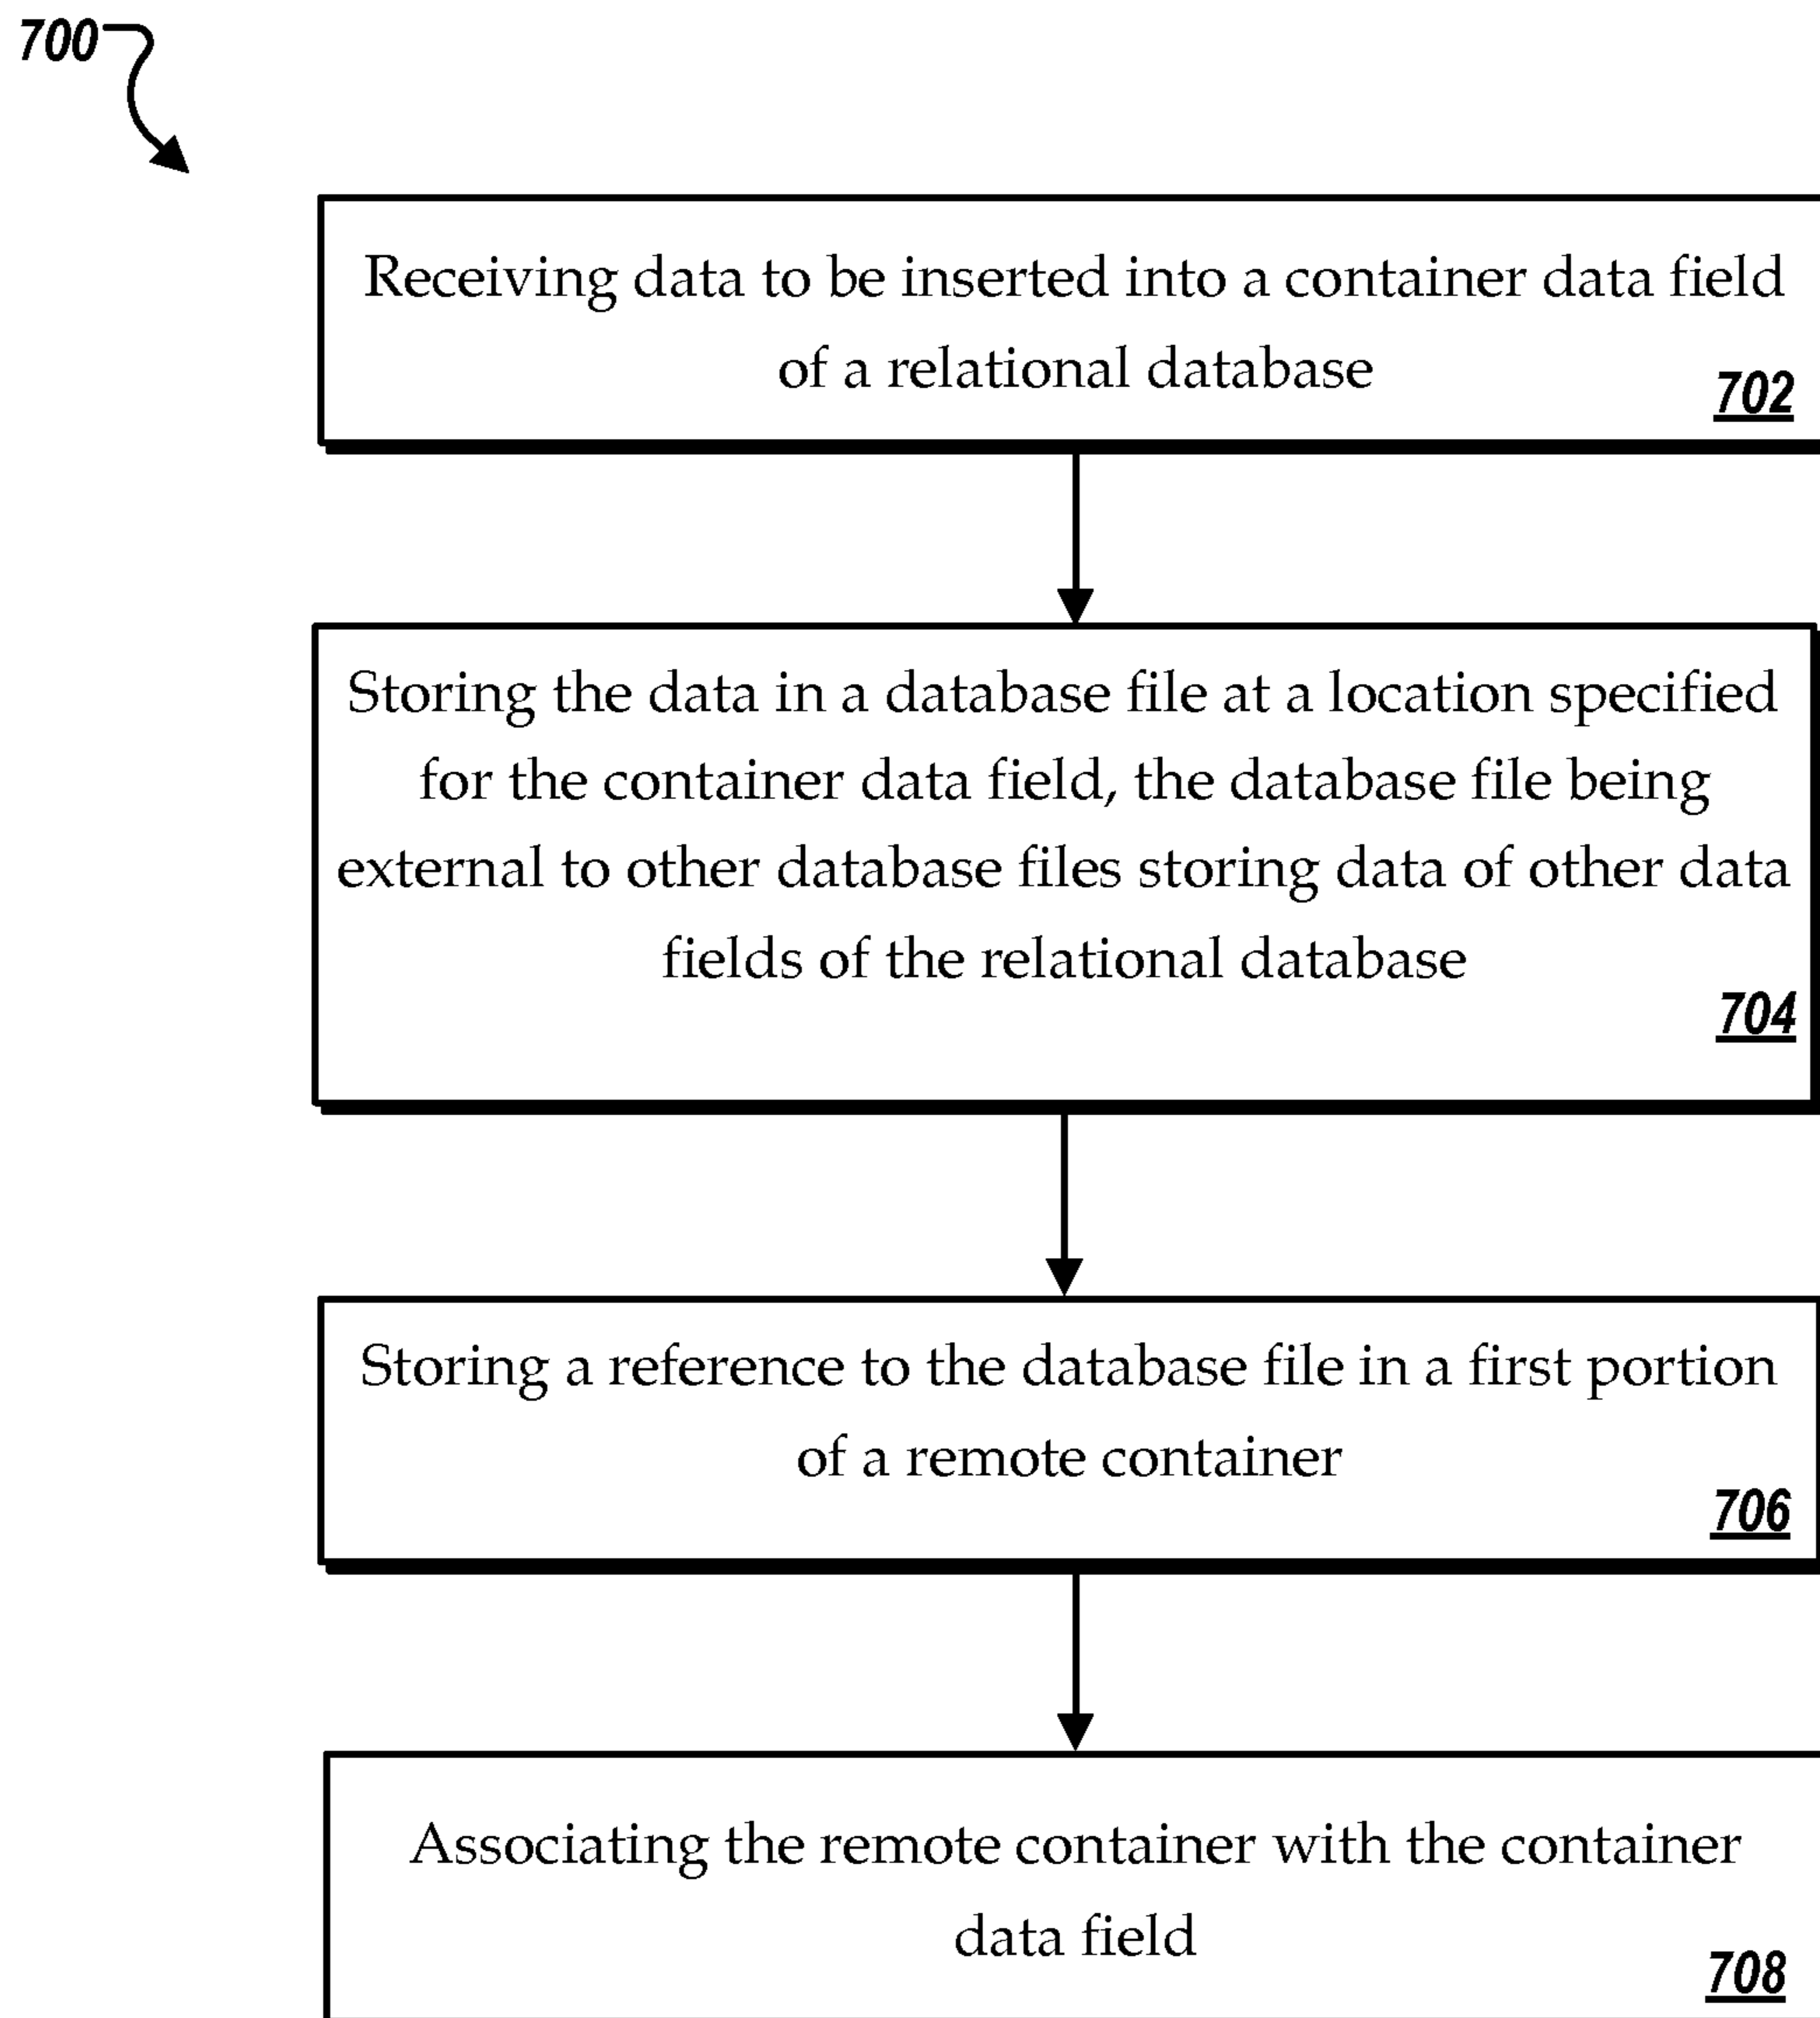 700
Receiving data to be inserted into a container data field
of a relational database
702
Storing the data in a database file at a location specified
for the container data field, the database file being
external to other database files storing data of other data
fields of the relational database
704
Storing a reference to the database file in a first portion
of a remote container
706
Associating the remote container with the container
data field
708